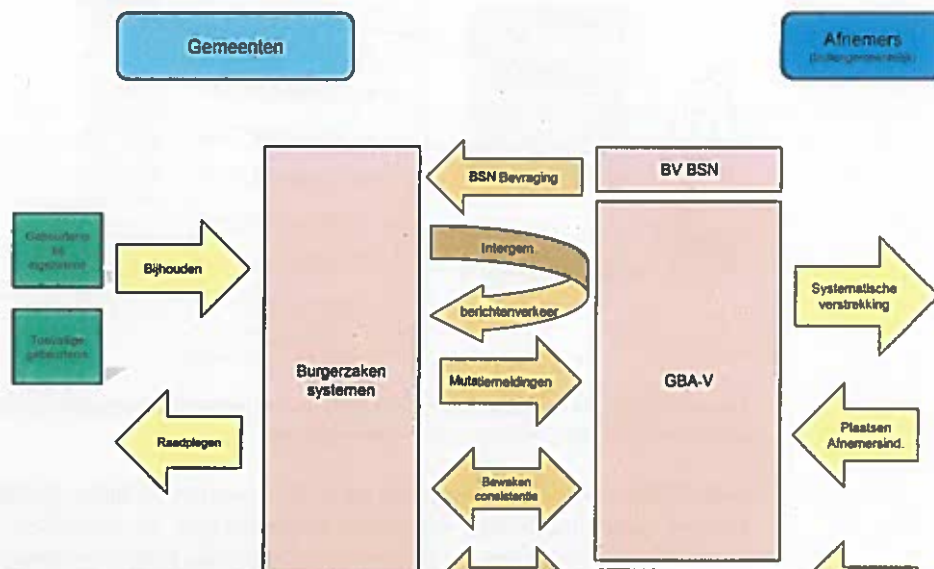 Gemeenten
Afnemers
BSN Bevraging
BV BSN
Bijhouden
Intergem.
berichtenverkeer
Systematische
verstrekking
Burgerzaken
systemen
Mutatiemeldingen
GBA-V
Raadplegen
Plaatsen
Afnemersind.
Bewaken
consistentie